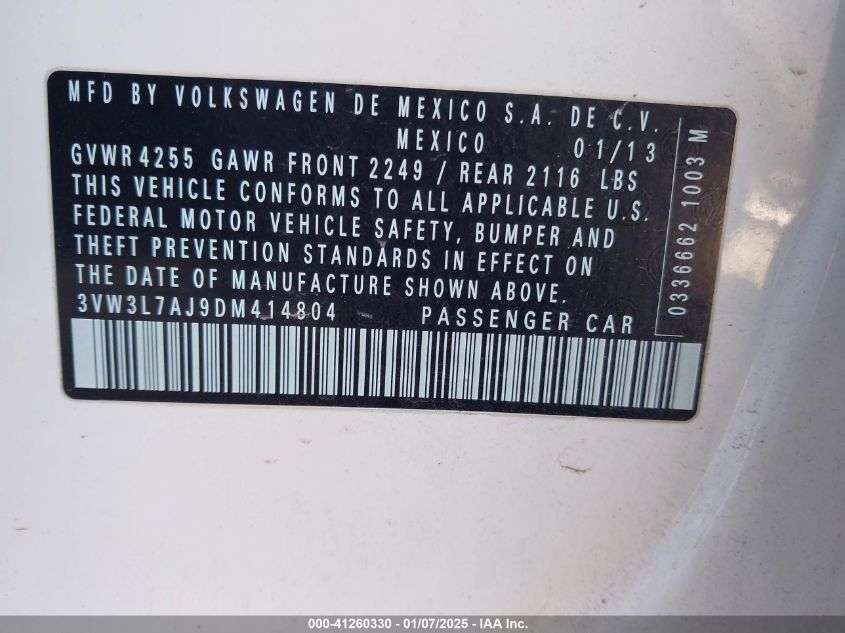 MFD BY VOLKSWAGEN DE MEXICO S.A. DE C.V.
MEXICO 01/13
GVWR 4255 GAWR FRONT 2249 / REAR 2116 LBS
THIS VEHICLE CONFORMS TO ALL APPLICABLE U.S.
FEDERAL MOTOR VEHICLE SAFETY, BUMPER AND
THEFT PREVENTION STANDARDS IN EFFECT ON
THE DATE OF MANUFACTURE SHOWN ABOVE.
3VW3L7AJ9DM414804 PASSENGER CAR
0336662 1003 M
000-41260330 - 01/07/2025 - IAA Inc.